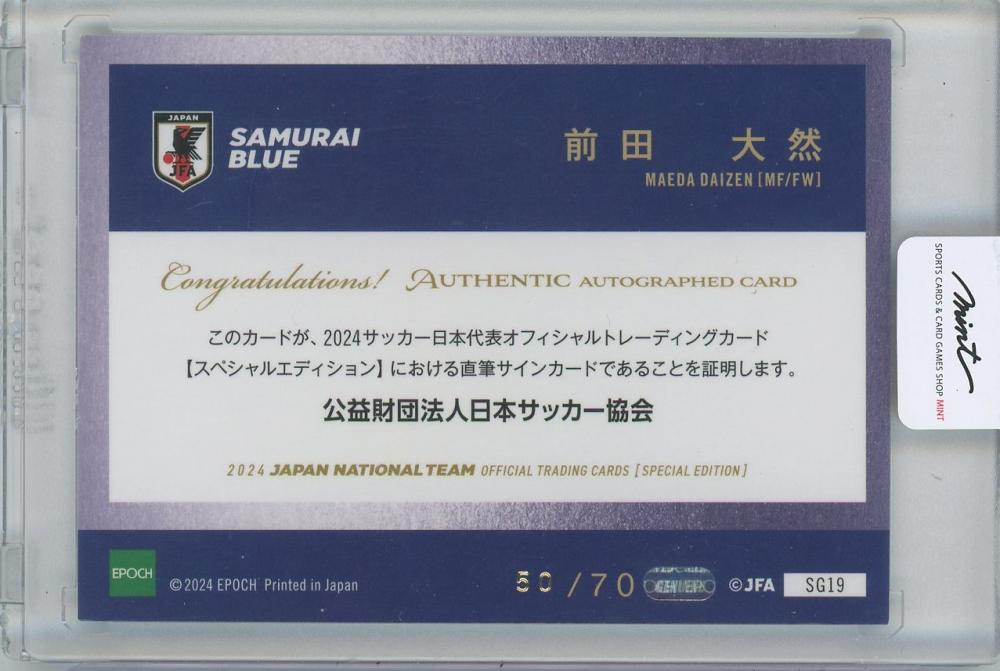 JAPAN
JFA
SAMURAI
BLUE
前田 大然
MAEDA DAIZEN [MF/FW]
Congratulations! AUTHENTIC AUTOGRAPHED CARD
このカードが、2024サッカー日本代表オフィシャルトレーディングカード
【スペシャルエディション】における直筆サインカードであることを証明します。
公益財団法人日本サッカー協会
2024 JAPAN NATIONAL TEAM OFFICIAL TRADING CARDS [SPECIAL EDITION]
EPOCH
©2024 EPOCH Printed in Japan
50/70
©JFA
SG19
mint
SPORTS CARDS & CARD GAMES SHOP MINT